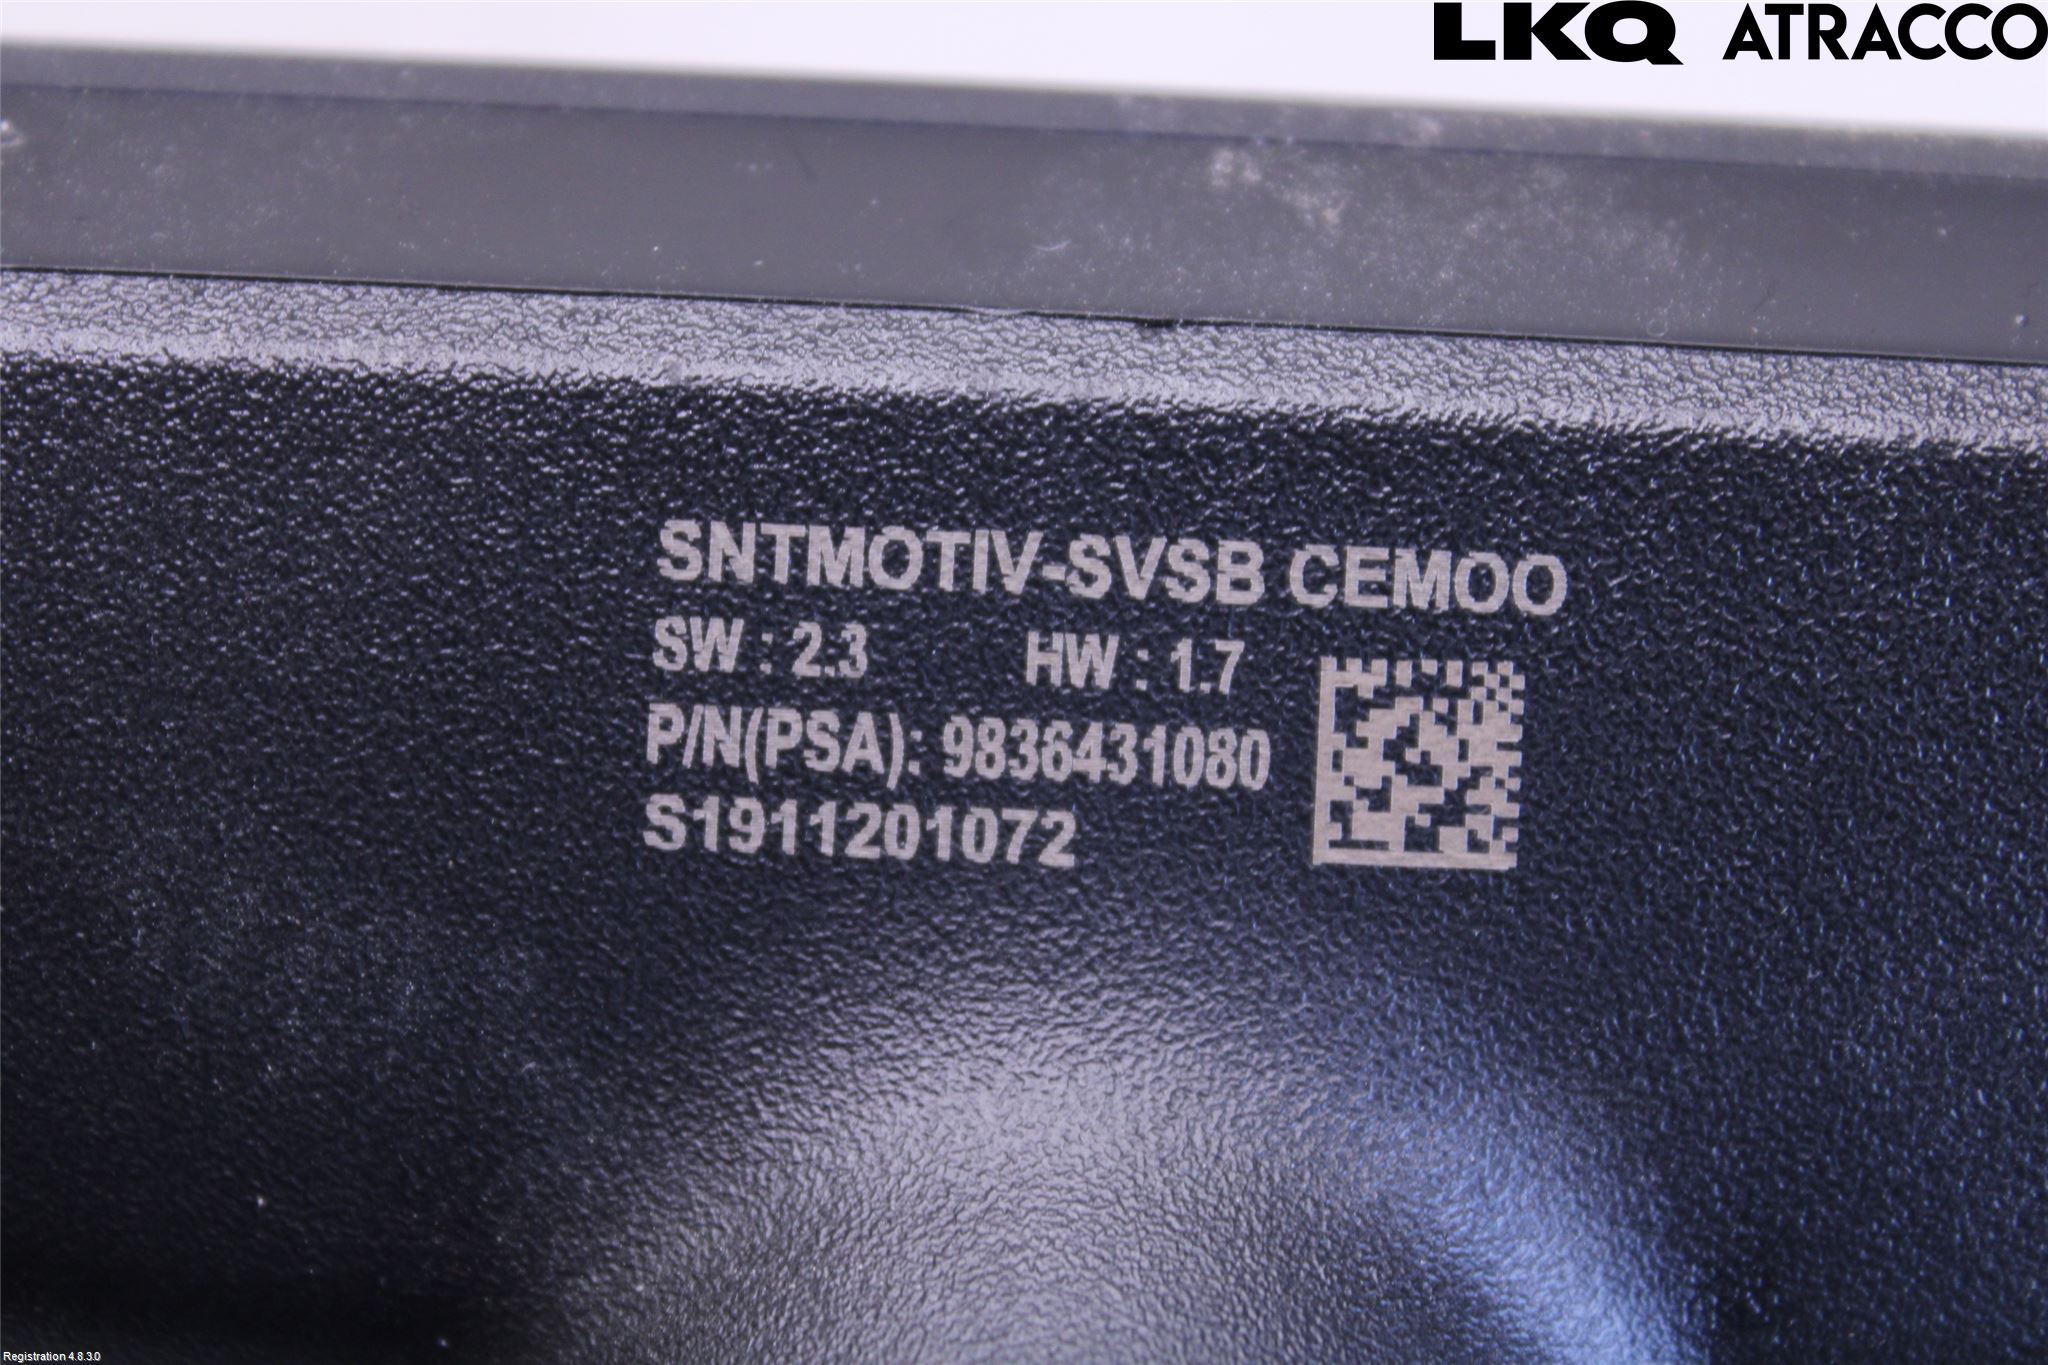 LKQ ATRACCO
SNTMOTIV-SVSB CEMOO
SW : 2.3 HW : 1.7
P/N(PSA): 9836431080
S1911201072
Registration 4.8.3.0